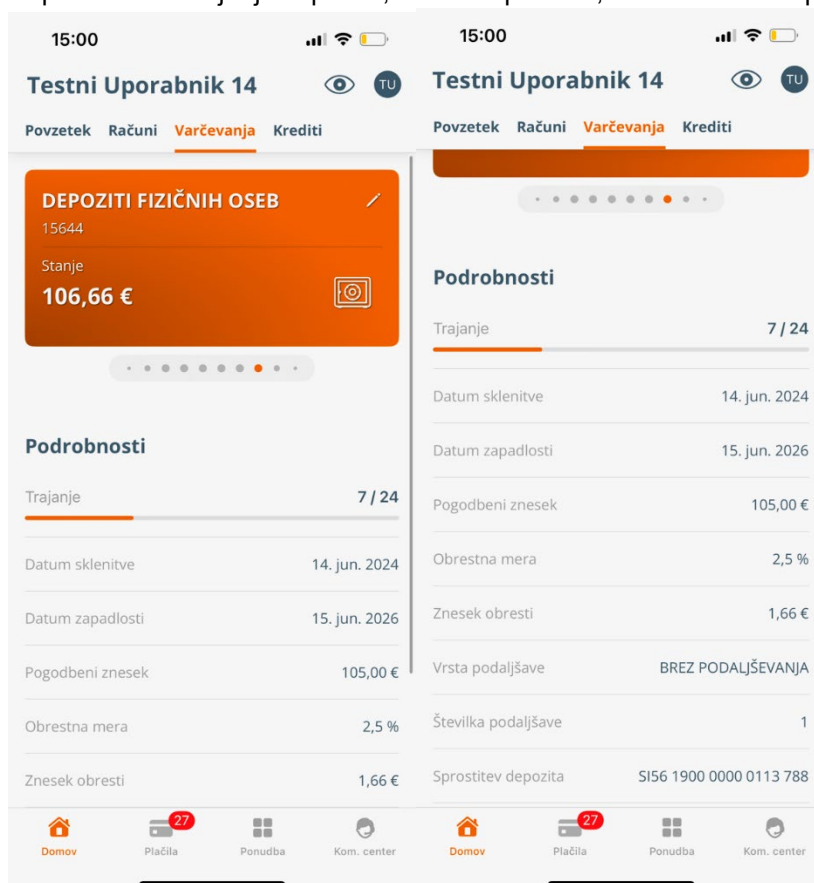 15:00
Testni Uporabnik 14
TU
Povzetek Računi Varčevanja Krediti
DEPOZITI FIZIČNIH OSEB
15644
Stanje
106,66 €
Podrobnosti
Trajanje 7 / 24
Datum sklenitve 14. jun. 2024
Datum zapadlosti 15. jun. 2026
Pogodbeni znesek 105,00 €
Obrestna mera 2,5 %
Znesek obresti 1,66 €
27
Domov Plačila Ponudba Kom. center
15:00
Testni Uporabnik 14
TU
Povzetek Računi Varčevanja Krediti
Podrobnosti
Trajanje 7 / 24
Datum sklenitve 14. jun. 2024
Datum zapadlosti 15. jun. 2026
Pogodbeni znesek 105,00 €
Obrestna mera 2,5 %
Znesek obresti 1,66 €
Vrsta podaljšave BREZ PODALJŠEVANJA
Številka podaljšave 1
Sprostitev depozita SI56 1900 0000 0113 788
27
Domov Plačila Ponudba Kom. center